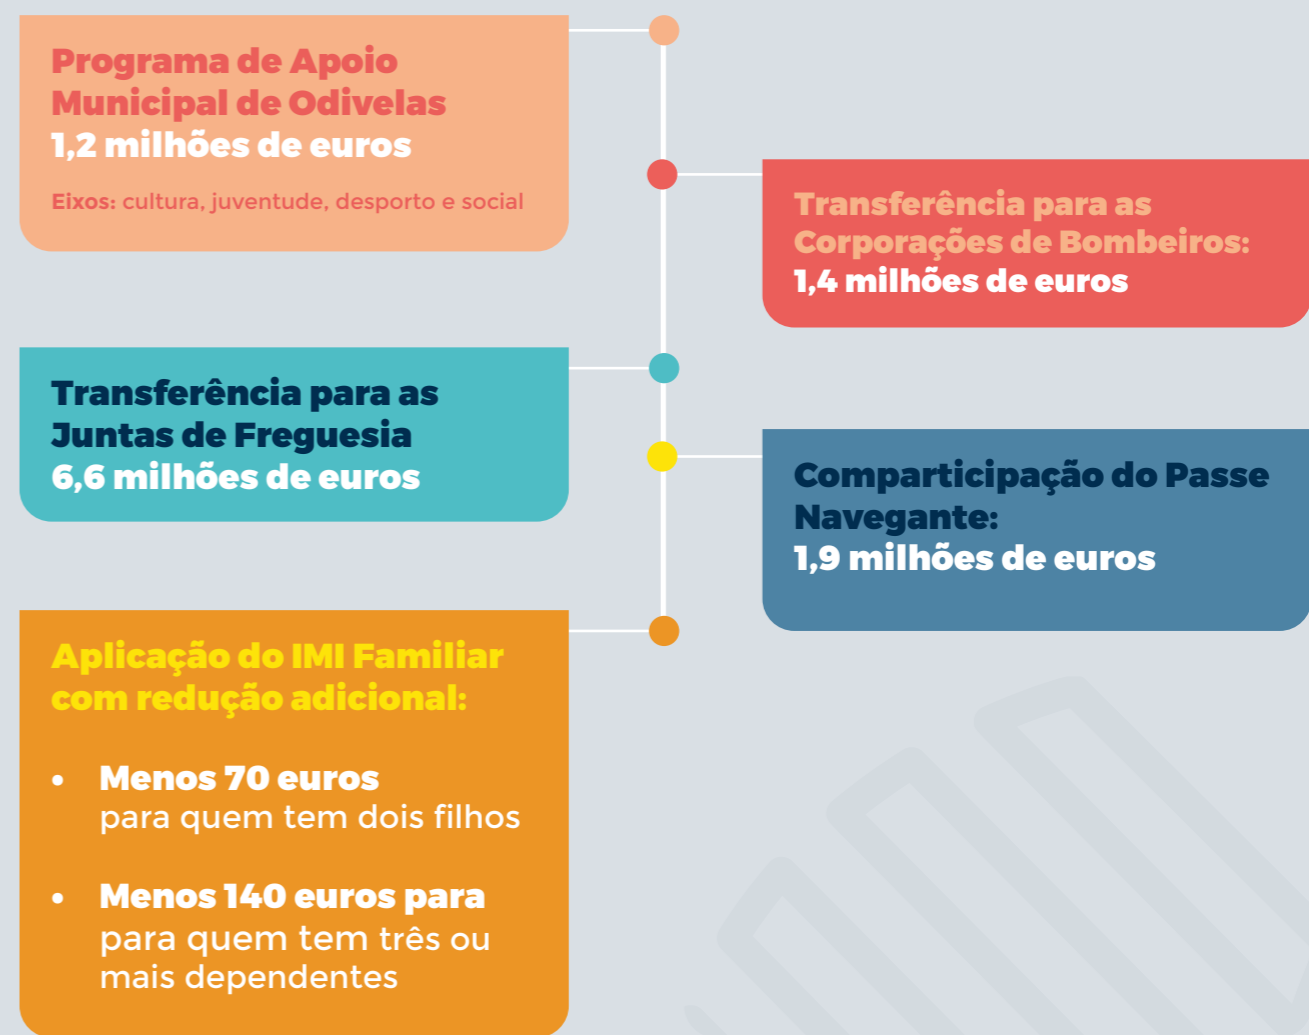 Programa de Apoio
Municipal de Odivelas
1,2 milhões de euros
Eixos: cultura, juventude, desporto e social
Transferência para as
Corporações de Bombeiros:
1,4 milhões de euros
Transferência para as
Juntas de Freguesia
6,6 milhões de euros
Comparticipação do Passe
Navegante:
1,9 milhões de euros
Aplicação do IMI Familiar
com redução adicional:
• Menos 70 euros
para quem tem dois filhos
• Menos 140 euros para
para quem tem três ou
mais dependentes